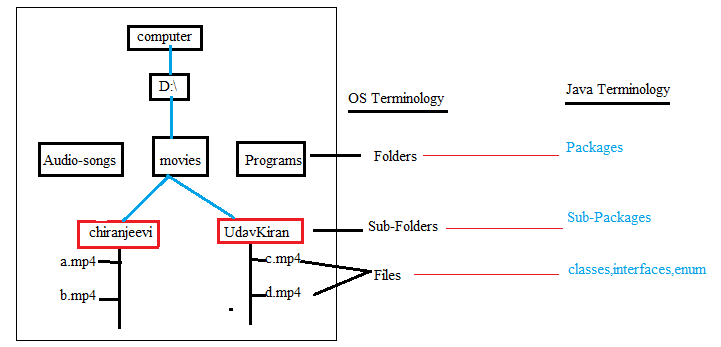 computer
D:\
OS Terminology
Java Terminology
Audio-songs
movies
Programs
Folders
Packages
chiranjeevi
UdavKiran
Sub-Folders
Sub-Packages
a.mp4
c.mp4
Files
classes,interfaces,enum
b.mp4
d.mp4